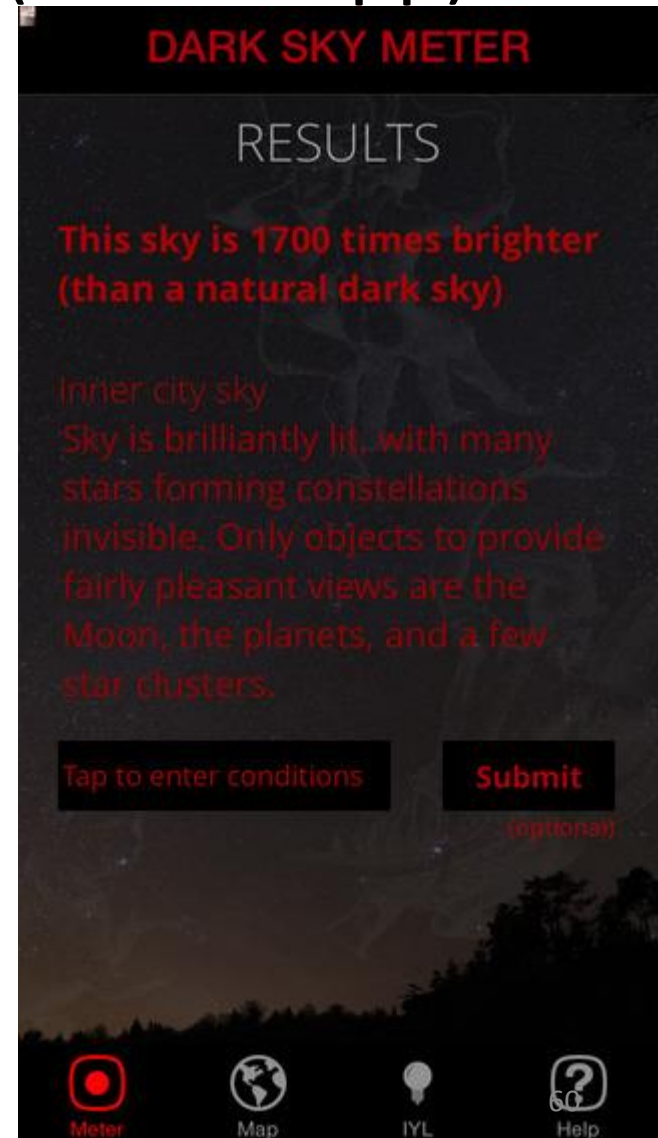 DARK SKY METER
RESULTS
This sky is 1700 times brighter
(than a natural dark sky)
Inner city sky
Sky is brilliantly lit, with many
stars forming constellations
invisible. Only objects to provide
fairly pleasant views are the
Moon, the planets, and a few
star clusters.
Tap to enter conditions
Submit
(optional)
60
Meter
Map
IYL
Help